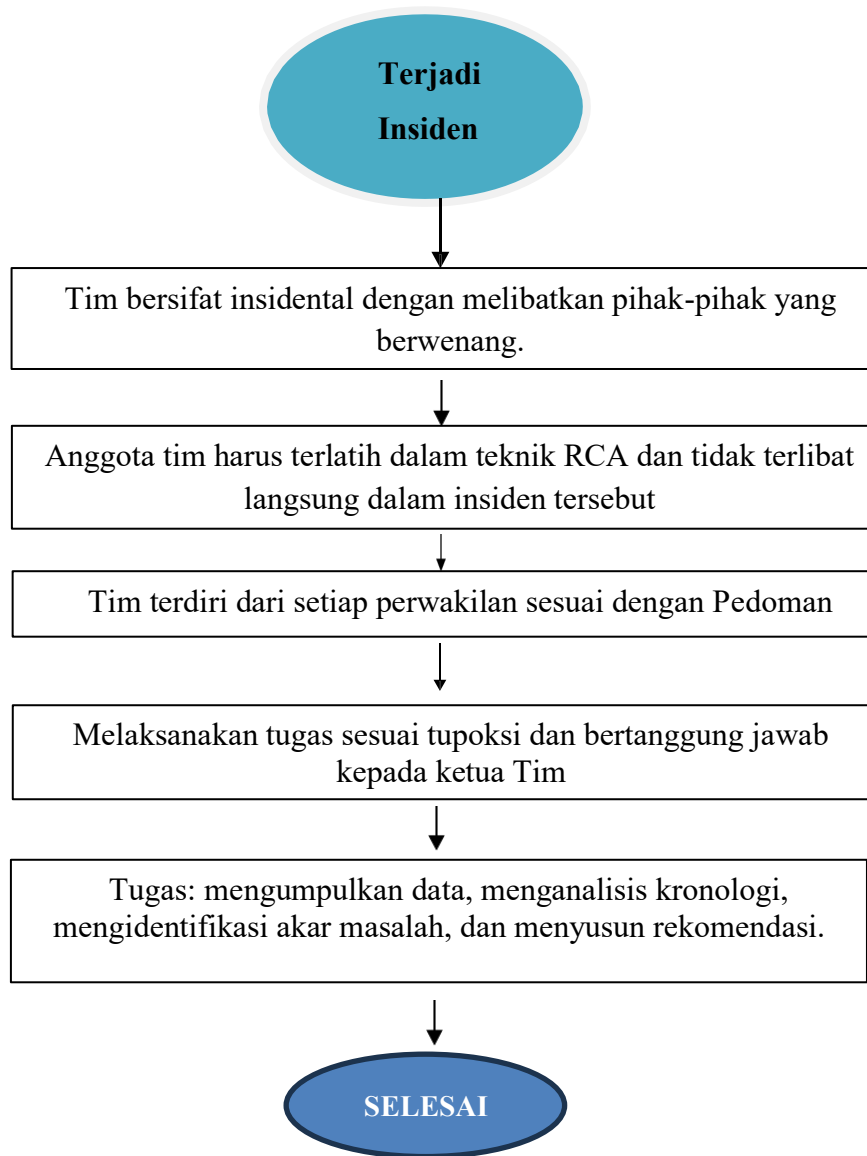 Terjadi
Insiden
Tim bersifat insidental dengan melibatkan pihak-pihak yang
berwenang.
Anggota tim harus terlatih dalam teknik RCA dan tidak terlibat
langsung dalam insiden tersebut
Tim terdiri dari setiap perwakilan sesuai dengan Pedoman
Melaksanakan tugas sesuai tupoksi dan bertanggung jawab
kepada ketua Tim
Tugas: mengumpulkan data, menganalisis kronologi,
mengidentifikasi akar masalah, dan menyusun rekomendasi.
SELESAI